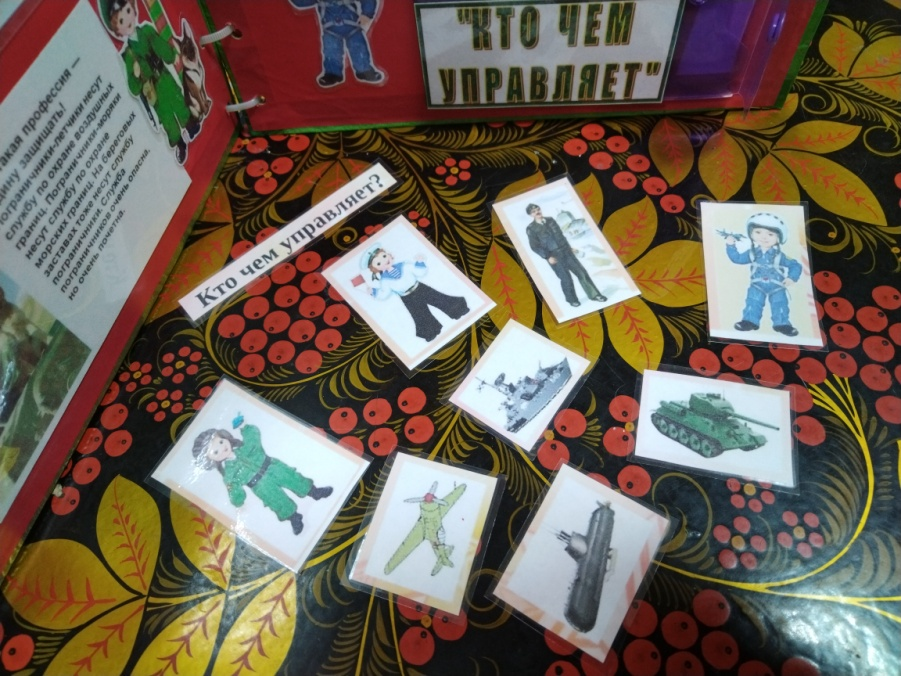 "КТО ЧЕМ
УПРАВЛЯЕТ"
Кто чем управляет?
такая профессия —
защищать!
пограничники-летчики несут
службу по охране воздушных
границ. Пограничники-моряки
несут службу по охране
морских границ. На береговых
заставах тоже несут службу
пограничники. Служба
пограничников очень опасна,
но очень почетна.